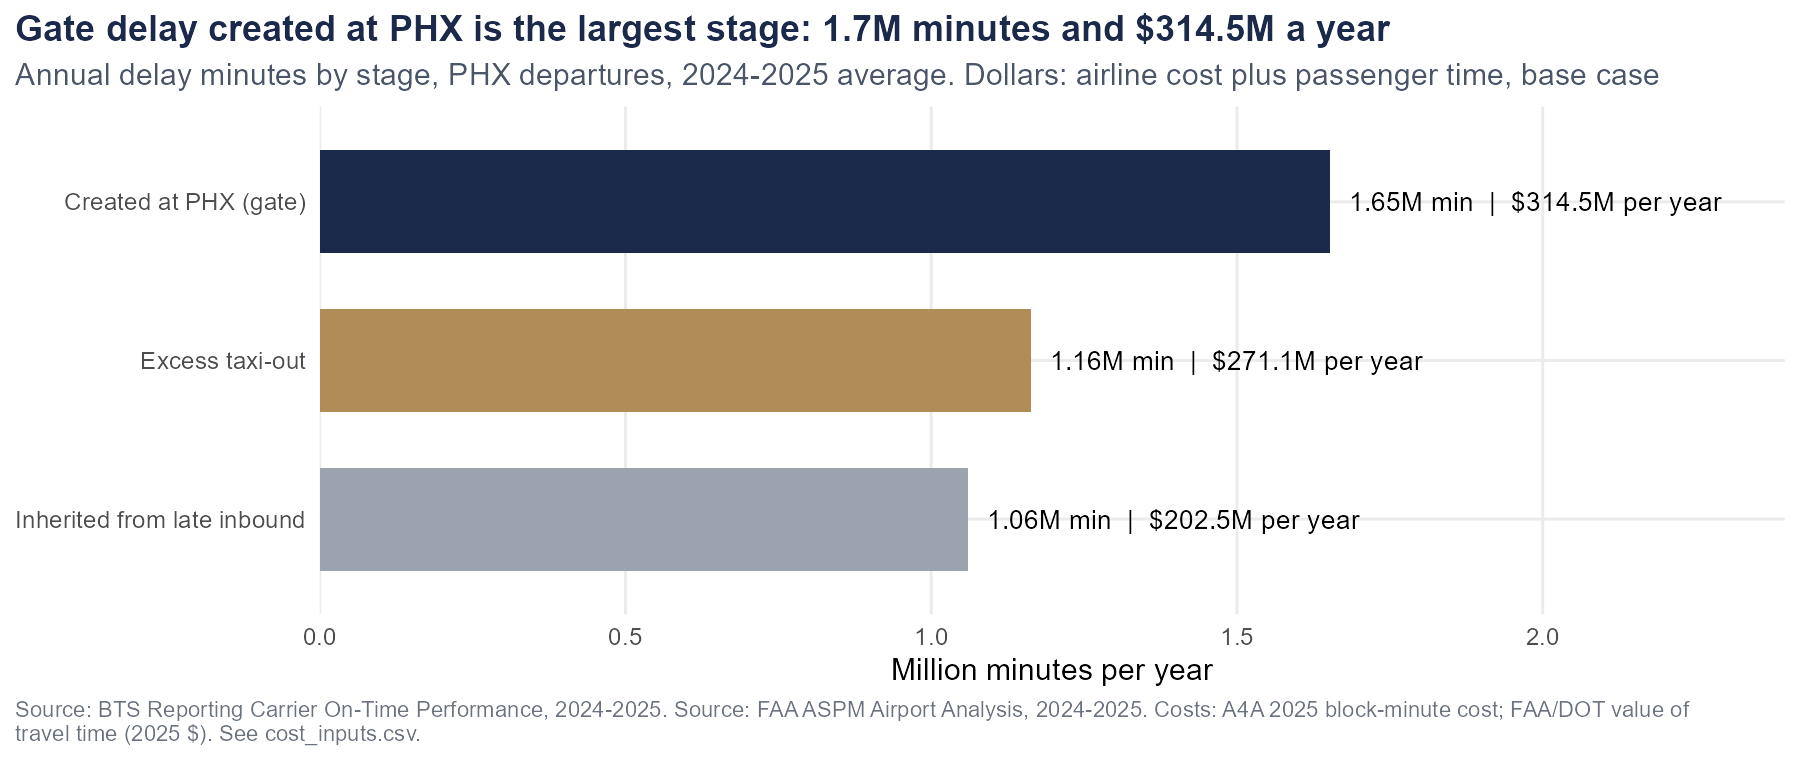 Gate delay created at PHX is the largest stage: 1.7M minutes and $314.5M a year
Annual delay minutes by stage, PHX departures, 2024-2025 average. Dollars: airline cost plus passenger time, base case
Created at PHX (gate)
1.65M min | $314.5M per year
Excess taxi-out
1.16M min | $271.1M per year
Inherited from late inbound
1.06M min | $202.5M per year
0.0 0.5 1.0 1.5 2.0
Million minutes per year
Source: BTS Reporting Carrier On-Time Performance, 2024-2025. Source: FAA ASPM Airport Analysis, 2024-2025. Costs: A4A 2025 block-minute cost; FAA/DOT value of
travel time (2025 $). See cost_inputs.csv.